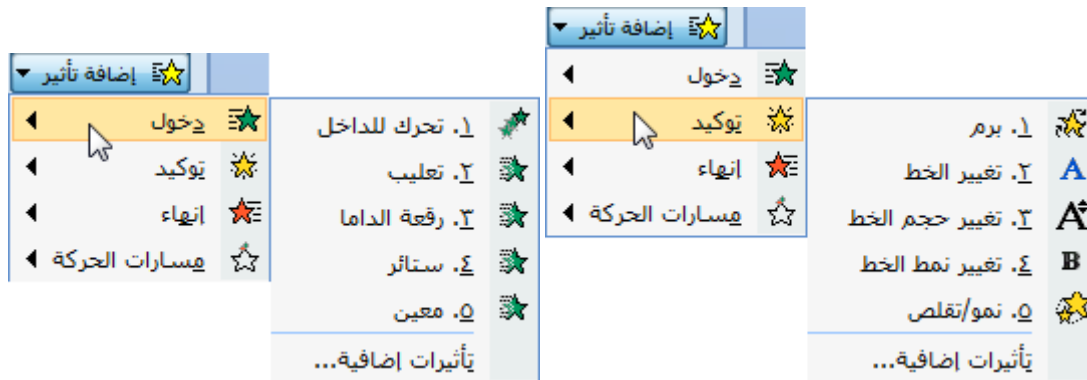 إضافة تأثير
دخول
توكيد
إنهاء
مسارات الحركة
١. برم
٢. تغيير الخط
٣. تغيير حجم الخط
٤. تغيير نمط الخط
٥. نمو/تقلص
تأثيرات إضافية...
إضافة تأثير
دخول
توكيد
إنهاء
مسارات الحركة
١. تحرك للداخل
٢. تعليب
٣. رقعة الداما
٤. ستائر
٥. معين
تأثيرات إضافية...